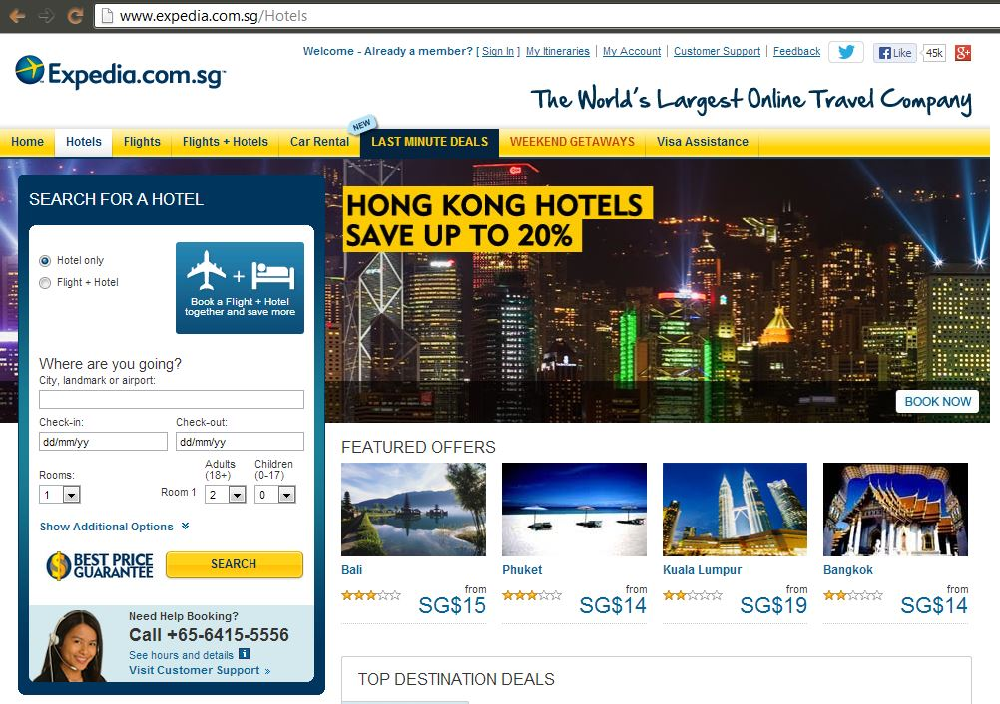 www.expedia.com.sg/Hotels
Welcome - Already a member? [ Sign In ] My Itineraries | My Account | Customer Support | Feedback
Like 45k
Expedia.com.sg™
The World's Largest Online Travel Company
NEW
Home Hotels Flights Flights + Hotels Car Rental LAST MINUTE DEALS WEEKEND GETAWAYS Visa Assistance
SEARCH FOR A HOTEL
Hotel only
Flight + Hotel
Book a Flight + Hotel
together and save more
Where are you going?
City, landmark or airport:
Check-in: Check-out:
dd/mm/yy dd/mm/yy
Rooms: Adults (18+) Children (0-17)
1 Room 1 2 0
Show Additional Options
BEST PRICE
GUARANTEE
SEARCH
Need Help Booking?
Call +65-6415-5556
See hours and details i
Visit Customer Support »
HONG KONG HOTELS
SAVE UP TO 20%
BOOK NOW
FEATURED OFFERS
Bali
from
SG$15
Phuket
from
SG$14
Kuala Lumpur
from
SG$19
Bangkok
from
SG$14
TOP DESTINATION DEALS